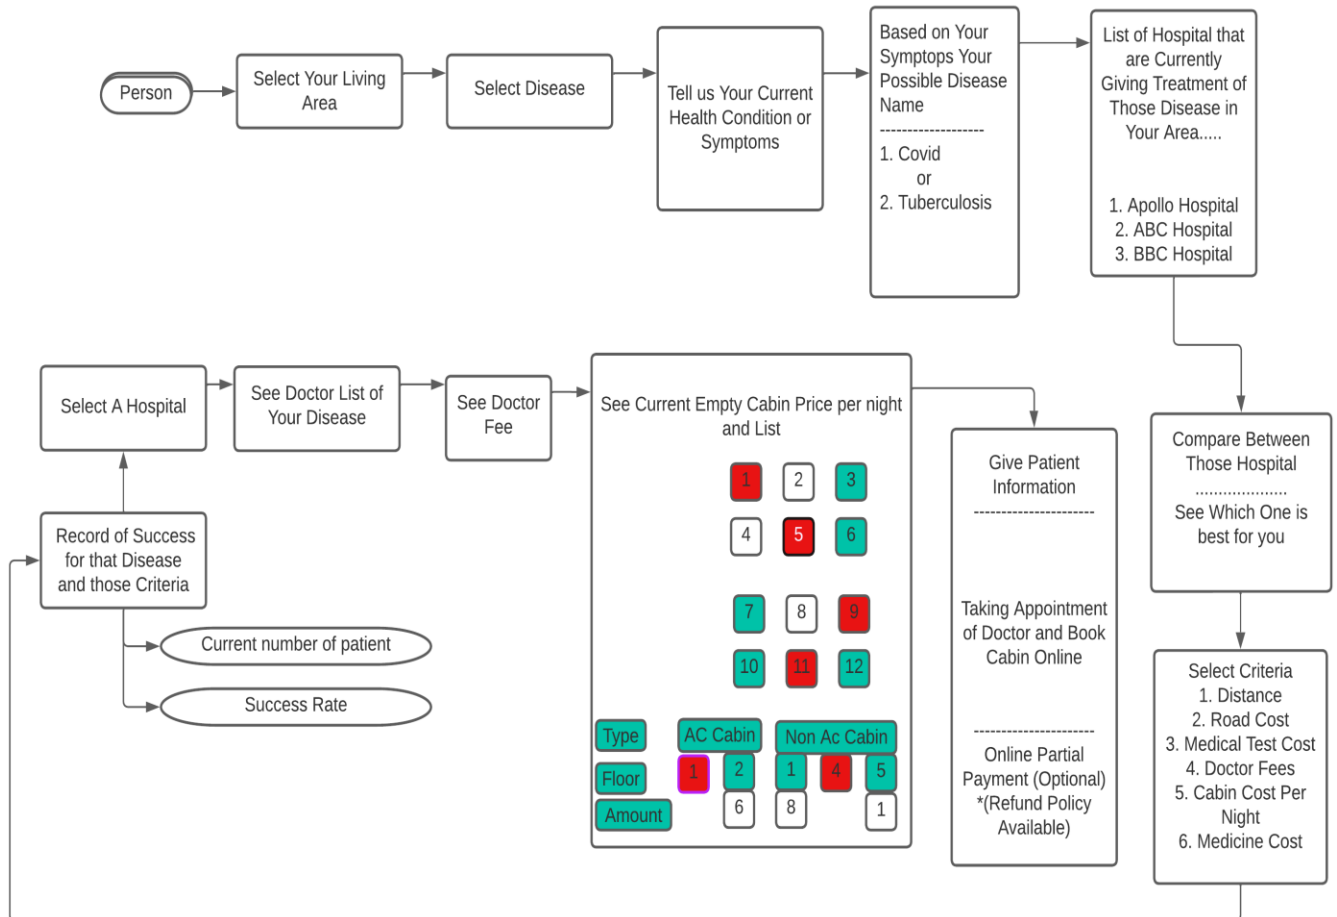 Person
Select Your Living
Area
Select Disease
Tell us Your Current
Health Condition or
Symptoms
Based on Your
Symptops Your
Possible Disease
Name
-------------------
1. Covid
or
2. Tuberculosis
List of Hospital that
are Currently
Giving Treatment of
Those Disease in
Your Area.....
1. Apollo Hospital
2. ABC Hospital
3. BBC Hospital
Compare Between
Those Hospital
.....................
See Which One is
best for you
Select Criteria
1. Distance
2. Road Cost
3. Medical Test Cost
4. Doctor Fees
5. Cabin Cost Per
Night
6. Medicine Cost
Record of Success
for that Disease
and those Criteria
Current number of patient
Success Rate
Select A Hospital
See Doctor List of
Your Disease
See Doctor
Fee
See Current Empty Cabin Price per night
and List
1 2 3
4 5 6
7 8 9
10 11 12
Type AC Cabin Non Ac Cabin
Floor 1 2 1 4 5
Amount 6 8 1
Give Patient
Information
----------------------
Taking Appointment
of Doctor and Book
Cabin Online
----------------------
Online Partial
Payment (Optional)
*(Refund Policy
Available)